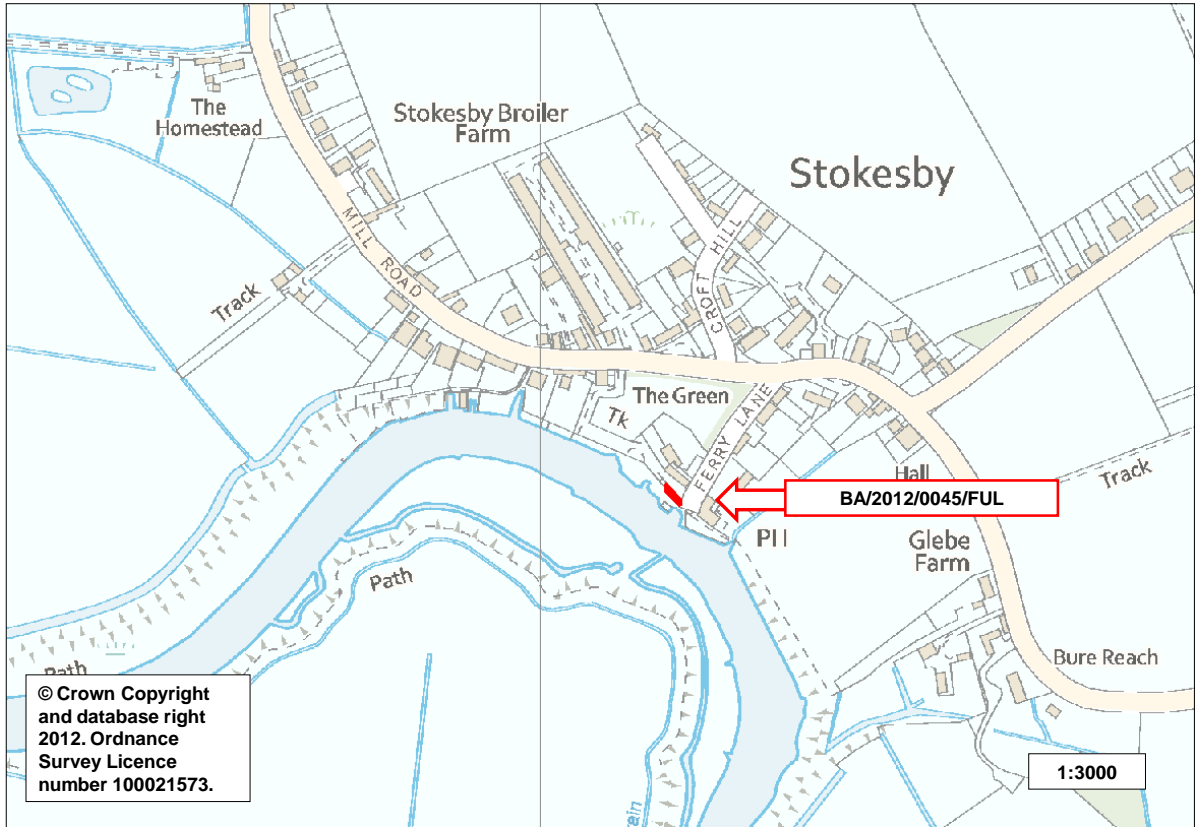 The
Homestead
Stokesby Broiler
Farm
Stokesby
MILL ROAD
Track
CROFT HILL
The Green
Tk
FERRY LANE
BA/2012/0045/FUL
Hall
Track
PH
Glebe
Farm
Path
Bure Reach
Path
© Crown Copyright
and database right
2012. Ordnance
Survey Licence
number 100021573.
1:3000